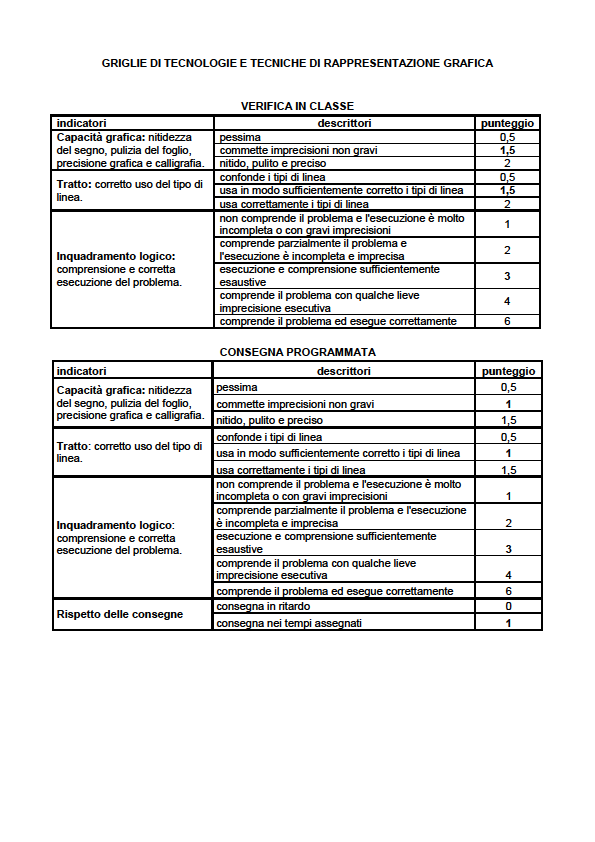 GRIGLIE DI TECNOLOGIE E TECNICHE DI RAPPRESENTAZIONE GRAFICA
VERIFICA IN CLASSE
indicatori descrittori punteggio
Capacità grafica: nitidezza del segno, pulizia del foglio, precisione grafica e calligrafia.
pessima 0,5
commette imprecisioni non gravi 1,5
nitido, pulito e preciso 2
Tratto: corretto uso del tipo di linea.
confonde i tipi di linea 0,5
usa in modo sufficientemente corretto i tipi di linea 1,5
usa correttamente i tipi di linea 2
Inquadramento logico: comprensione e corretta esecuzione del problema.
non comprende il problema e l'esecuzione è molto
incompleta o con gravi imprecisioni 1
comprende parzialmente il problema e
l'esecuzione è incompleta e imprecisa 2
esecuzione e comprensione sufficientemente
esaustive 3
comprende il problema con qualche lieve
imprecisione esecutiva 4
comprende il problema ed esegue correttamente 6
CONSEGNA PROGRAMMATA
indicatori descrittori punteggio
Capacità grafica: nitidezza del segno, pulizia del foglio, precisione grafica e calligrafia.
pessima 0,5
commette imprecisioni non gravi 1
nitido, pulito e preciso 1,5
Tratto: corretto uso del tipo di linea.
confonde i tipi di linea 0,5
usa in modo sufficientemente corretto i tipi di linea 1
usa correttamente i tipi di linea 1,5
Inquadramento logico: comprensione e corretta esecuzione del problema.
non comprende il problema e l'esecuzione è molto
incompleta o con gravi imprecisioni 1
comprende parzialmente il problema e l'esecuzione
è incompleta e imprecisa 2
esecuzione e comprensione sufficientemente
esaustive 3
comprende il problema con qualche lieve
imprecisione esecutiva 4
comprende il problema ed esegue correttamente 6
Rispetto delle consegne
consegna in ritardo 0
consegna nei tempi assegnati 1